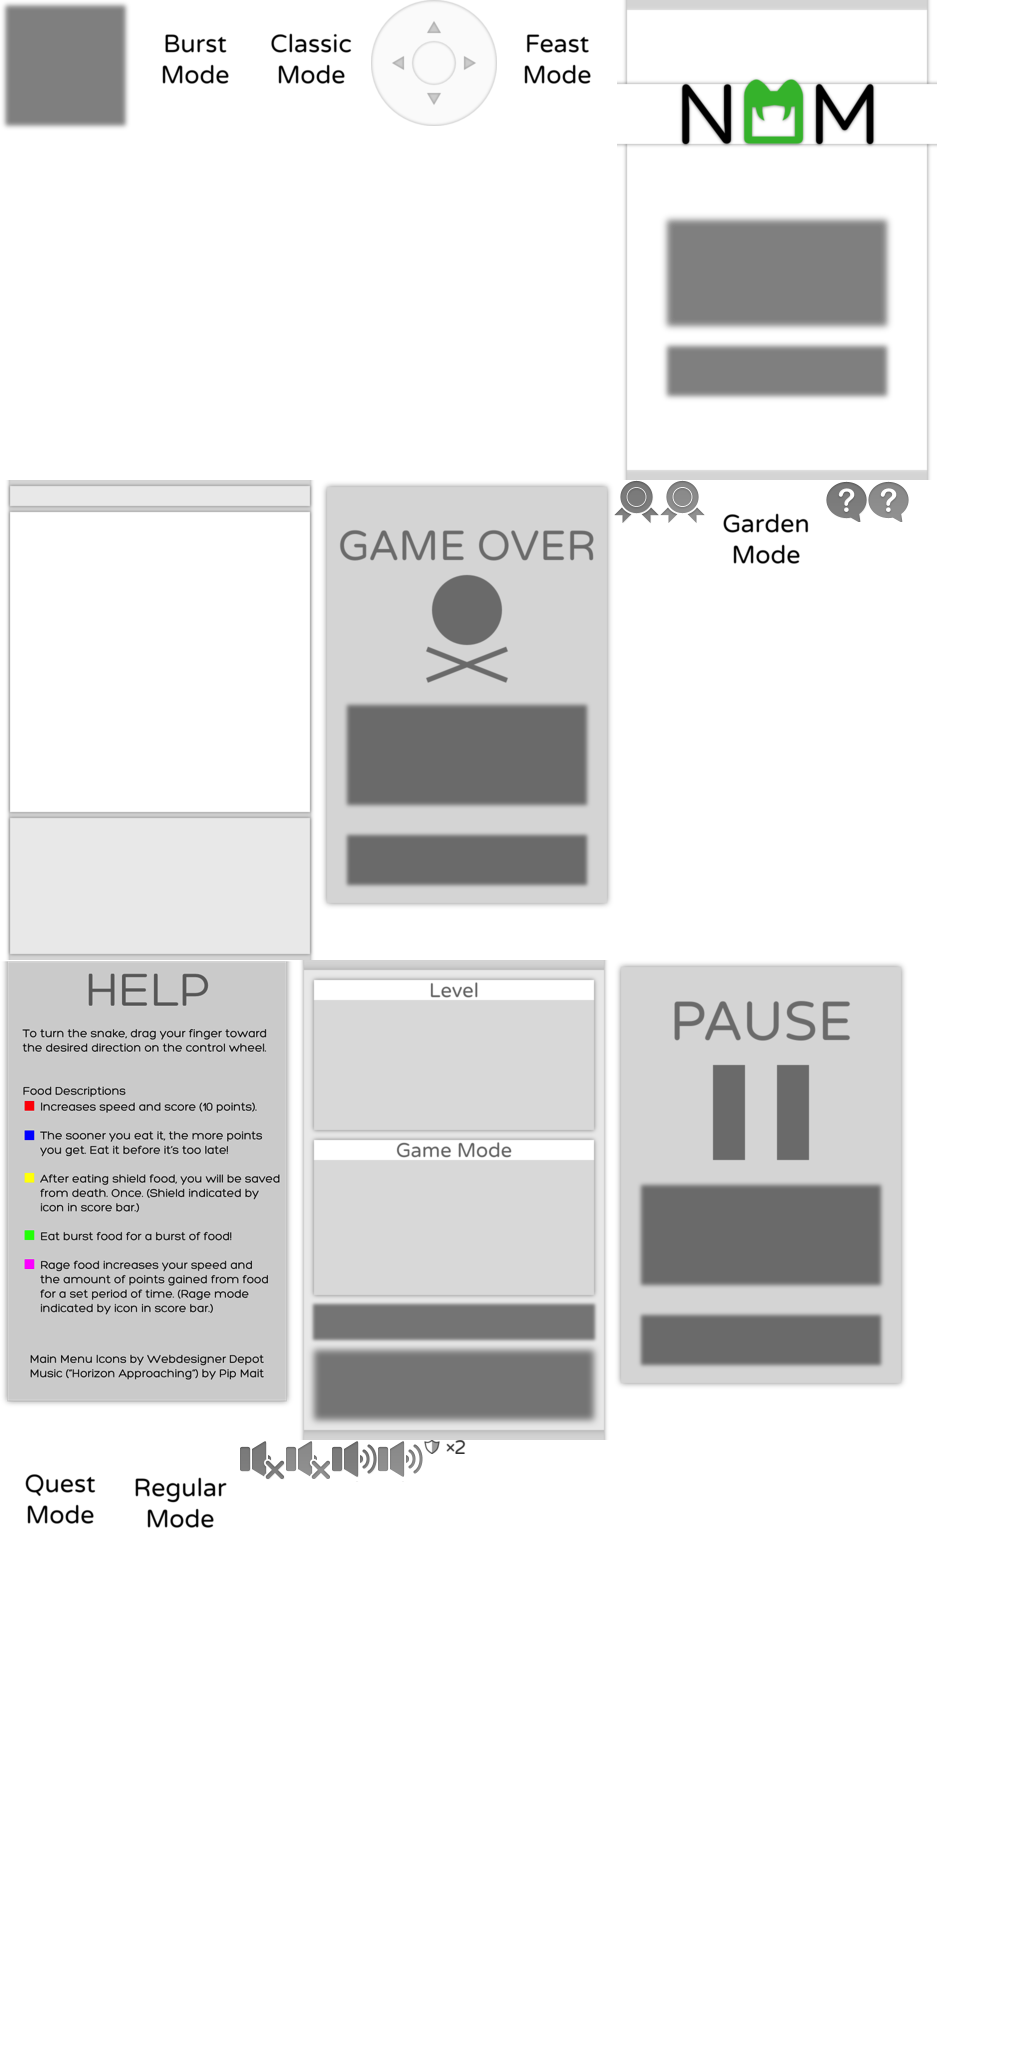 Burst
Mode
Classic
Mode
Feast
Mode
NOM
GAME OVER
Garden
Mode
?
?
HELP
To turn the snake, drag your finger toward
the desired direction on the control wheel.
Food Descriptions
Increases speed and score (10 points).
The sooner you eat it, the more points
you get. Eat it before it's too late!
After eating shield food, you will be saved
from death. Once. (Shield indicated by
icon in score bar.)
Eat burst food for a burst of food!
Rage food increases your speed and
the amount of points gained from food
for a set period of time. (Rage mode
indicated by icon in score bar.)
Main Menu Icons by Webdesigner Depot
Music ("Horizon Approaching") by Pip Mait
Level
Game Mode
PAUSE
Quest
Mode
Regular
Mode
×2